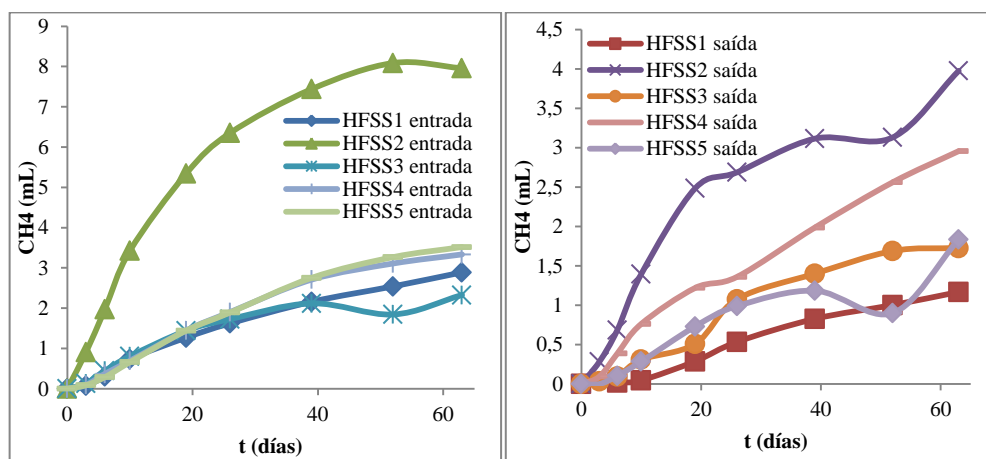 CH4 (mL)
9
8
7
6
5
4
3
2
1
0
0
20
40
60
t (días)
HFSS1 entrada
HFSS2 entrada
HFSS3 entrada
HFSS4 entrada
HFSS5 entrada
CH4 (mL)
4,5
4
3,5
3
2,5
2
1,5
1
0,5
0
0
20
40
60
t (días)
HFSS1 saída
HFSS2 saída
HFSS3 saída
HFSS4 saída
HFSS5 saída